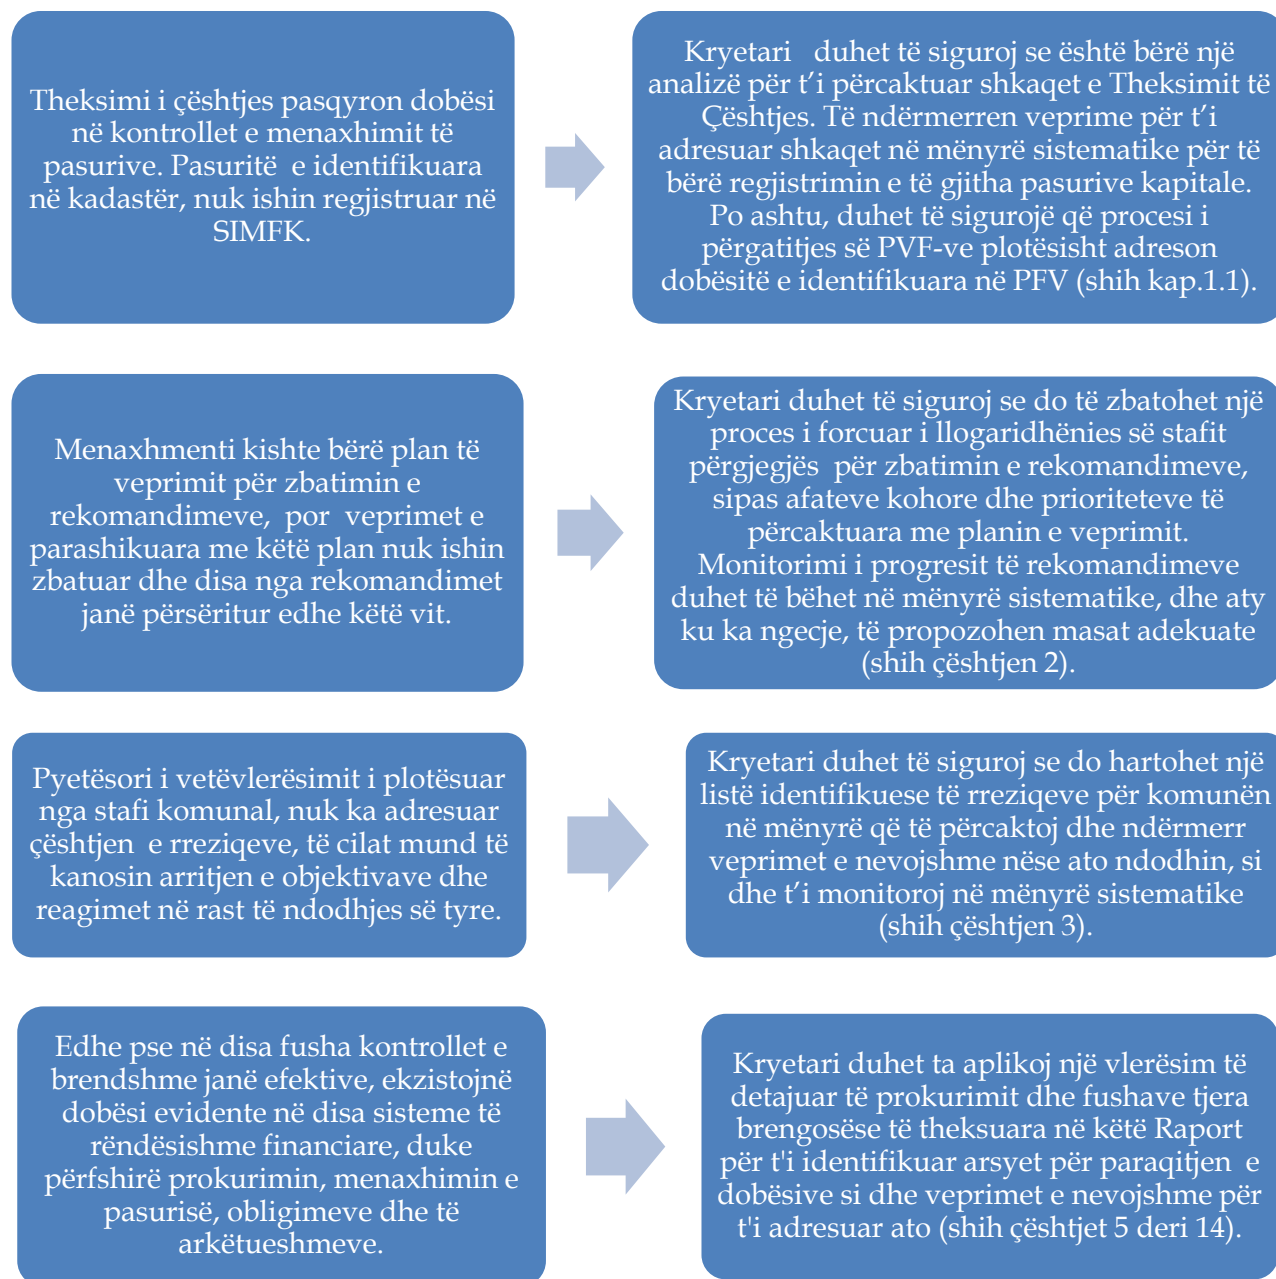 Theksimi i çështjes pasqyron dobësi
në kontrollet e menaxhimit të
pasurive. Pasuritë e identifikuara
në kadastër, nuk ishin regjistruar në
SIMFK.
Kryetari duhet të siguroj se është bërë një
analizë për t’i përcaktuar shkaqet e Theksimit të
Çështjes. Të ndërmerren veprime për t’i
adresuar shkaqet në mënyrë sistematike për të
bërë regjistrimin e të gjitha pasurive kapitale.
Po ashtu, duhet të sigurojë që procesi i
përgatitjes së PVF-ve plotësisht adreson
dobësitë e identifikuara në PFV (shih kap.1.1).
Menaxhmenti kishte bërë plan të
veprimit për zbatimin e
rekomandimeve, por veprimet e
parashikuara me këtë plan nuk ishin
zbatuar dhe disa nga rekomandimet
janë përsëritur edhe këtë vit.
Kryetari duhet të siguroj se do të zbatohet një
proces i forcuar i llogaridhënies së stafit
përgjegjës për zbatimin e rekomandimeve,
sipas afateve kohore dhe prioriteteve të
përcaktuara me planin e veprimit.
Monitorimi i progresit të rekomandimeve
duhet të bëhet në mënyrë sistematike, dhe aty
ku ka ngecje, të propozohen masat adekuate
(shih çështjen 2).
Pyetësori i vetëvlerësimit i plotësuar
nga stafi komunal, nuk ka adresuar
çështjen e rreziqeve, të cilat mund të
kanosin arritjen e objektivave dhe
reagimet në rast të ndodhjes së tyre.
Kryetari duhet të siguroj se do hartohet një
listë identifikuese të rreziqeve për komunën
në mënyrë që të përcaktoj dhe ndërmerr
veprimet e nevojshme nëse ato ndodhin, si
dhe t’i monitoroj në mënyrë sistematike
(shih çështjen 3).
Edhe pse në disa fusha kontrollet e
brendshme janë efektive, ekzistojnë
dobësi evidente në disa sisteme të
rëndësishme financiare, duke
përfshirë prokurimin, menaxhimin e
pasurisë, obligimeve dhe të
arkëtueshmeve.
Kryetari duhet ta aplikoj një vlerësim të
detajuar të prokurimit dhe fushave tjera
brengosëse të theksuara në këtë Raport
për t'i identifikuar arsyet për paraqitjen e
dobësive si dhe veprimet e nevojshme për
t'i adresuar ato (shih çështjet 5 deri 14).